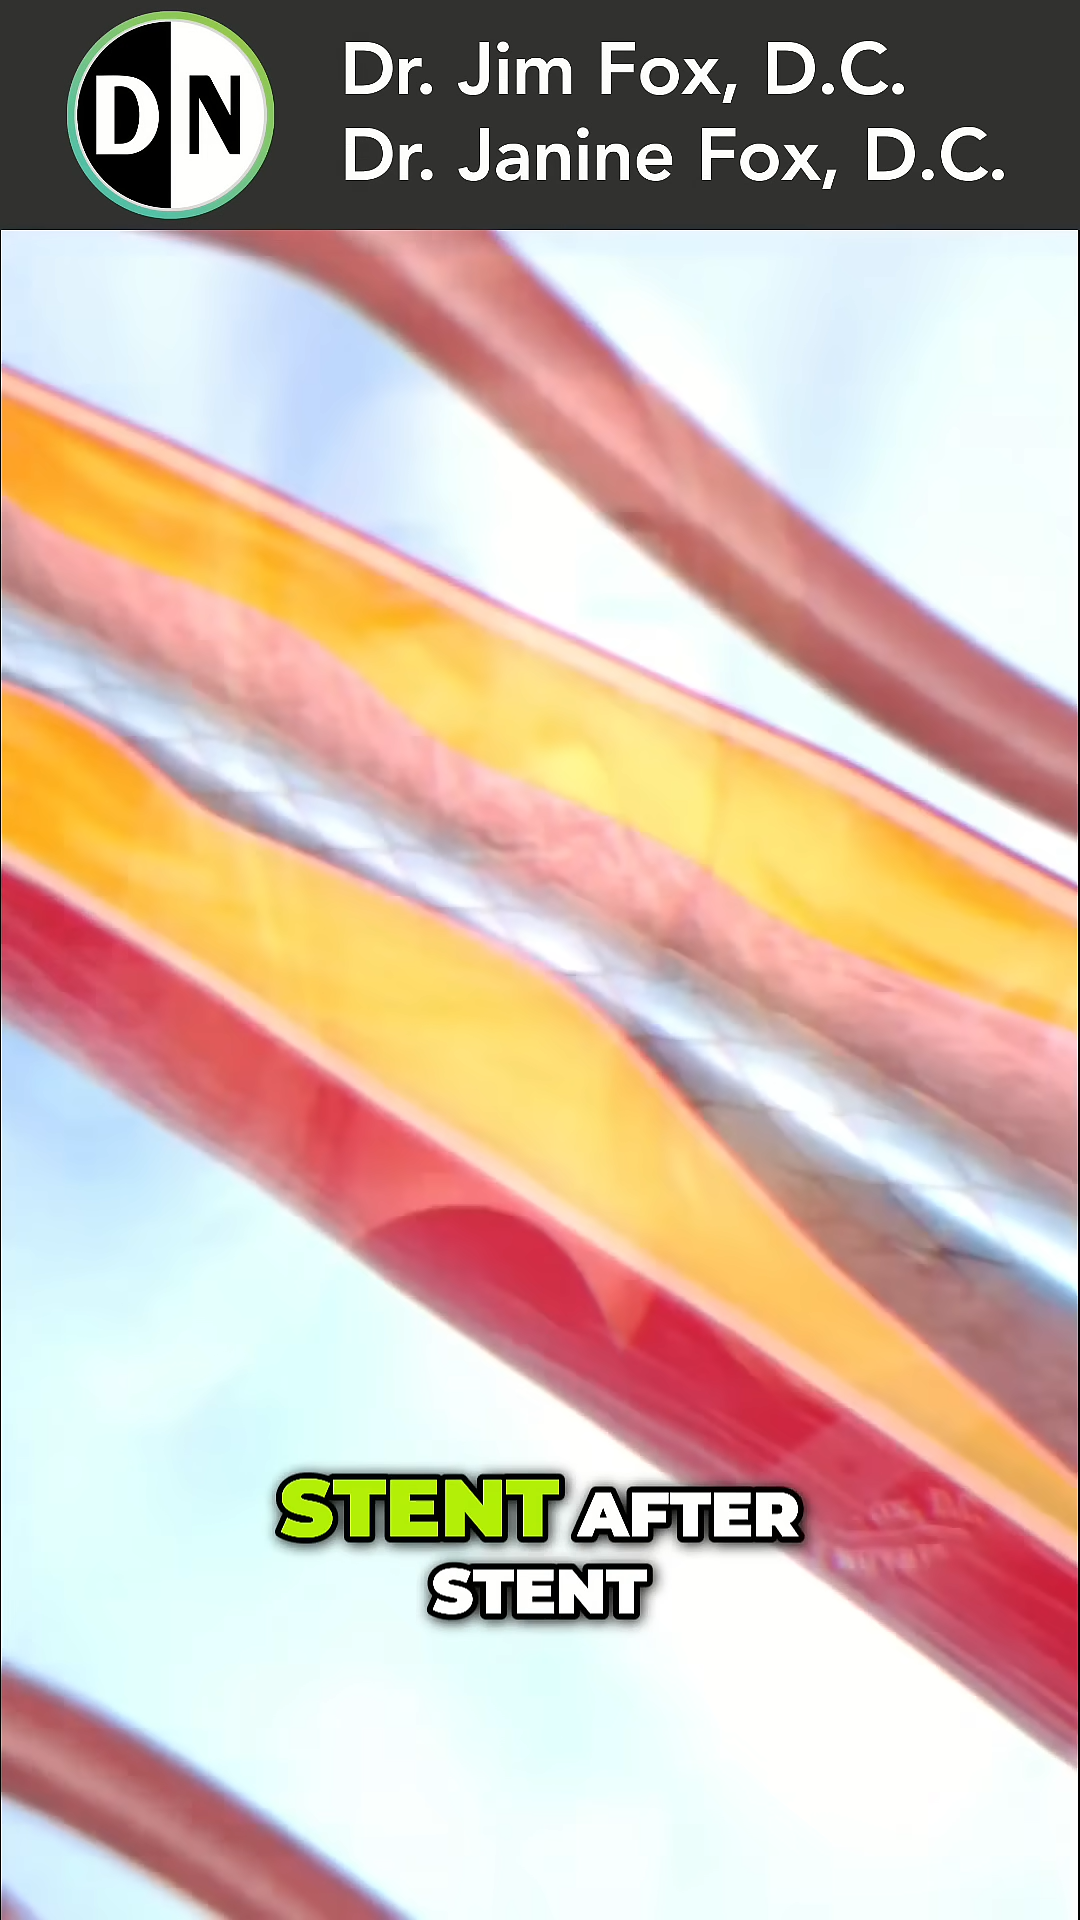 DN
Dr. Jim Fox, D.C.
Dr. Janine Fox, D.C.
STENT AFTER
STENT